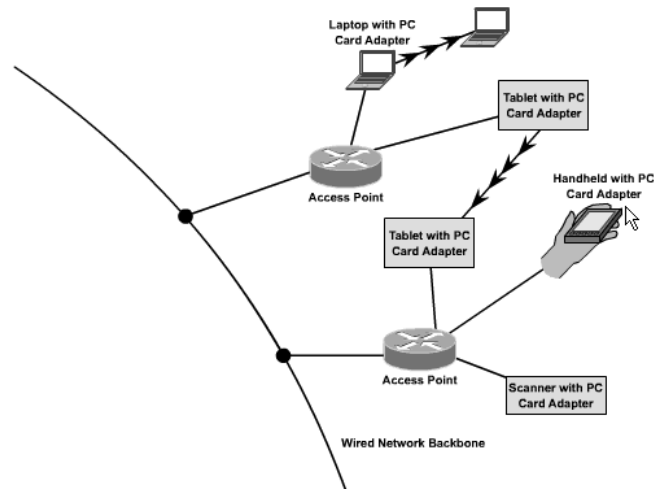 Laptop with PC
Card Adapter
Tablet with PC
Card Adapter
Handheld with PC
Card Adapter
Access Point
Tablet with PC
Card Adapter
Access Point
Scanner with PC
Card Adapter
Wired Network Backbone